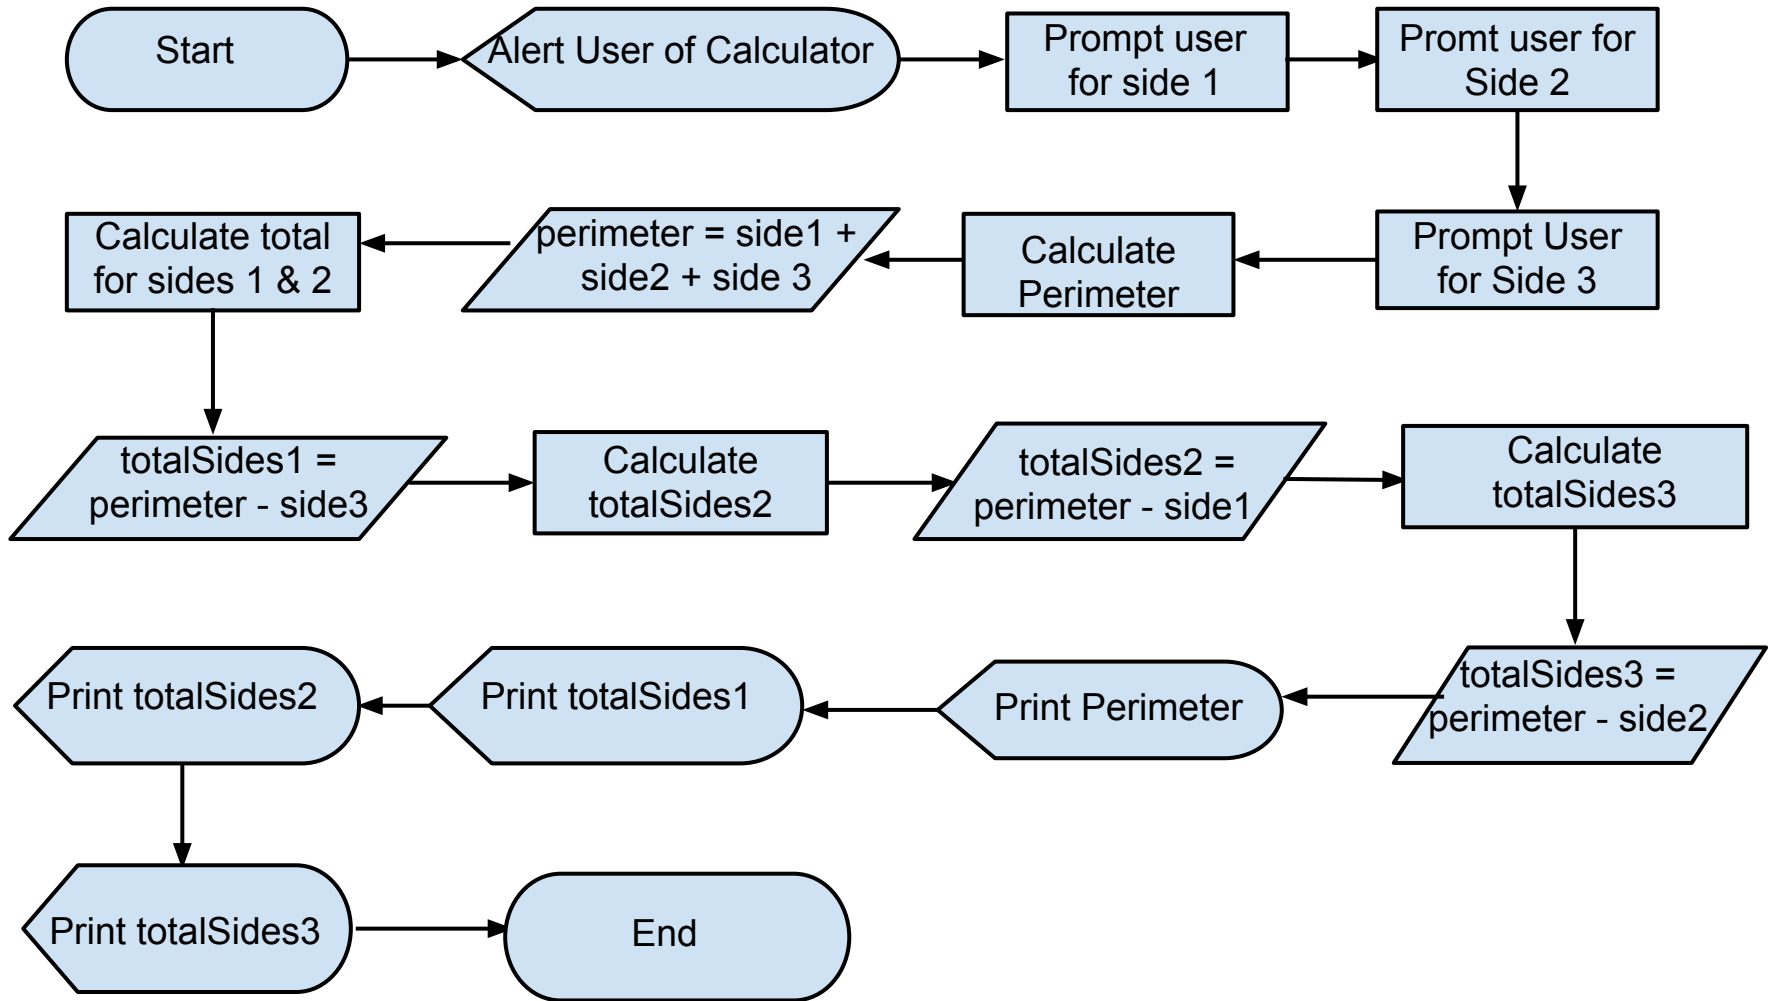 Start
Alert User of Calculator
Prompt user
for side 1
Promt user for
Side 2
Prompt User
for Side 3
Calculate
Perimeter
perimeter = side1 +
side2 + side 3
Calculate total
for sides 1 & 2
totalSides1 =
perimeter - side3
Calculate
totalSides2
totalSides2 =
perimeter - side1
Calculate
totalSides3
totalSides3 =
perimeter - side2
Print Perimeter
Print totalSides1
Print totalSides2
Print totalSides3
End